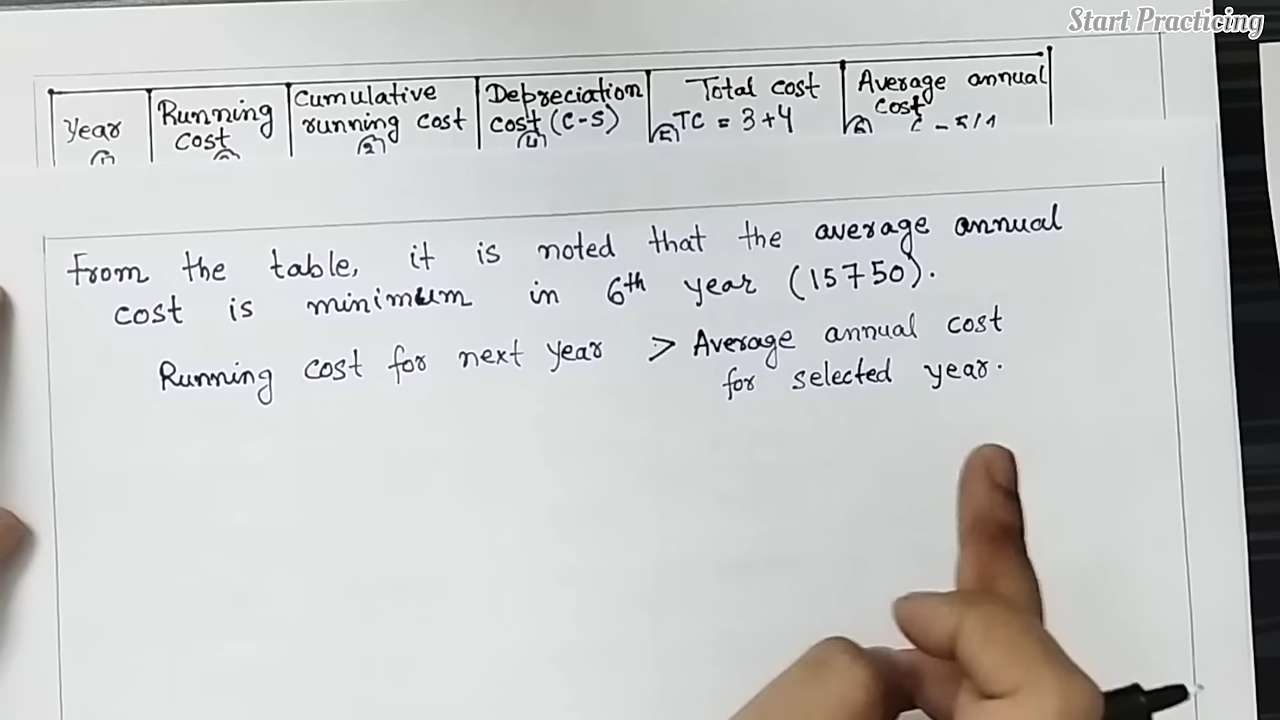 Start Practicing
Year Running cost Cumulative running cost Depreciation cost (C-S) Total cost TC = 3+4 Average annual cost
From the table, it is noted that the average annual
cost is minimum in 6th year (15750).
Running cost for next year > Average annual cost
for selected year.